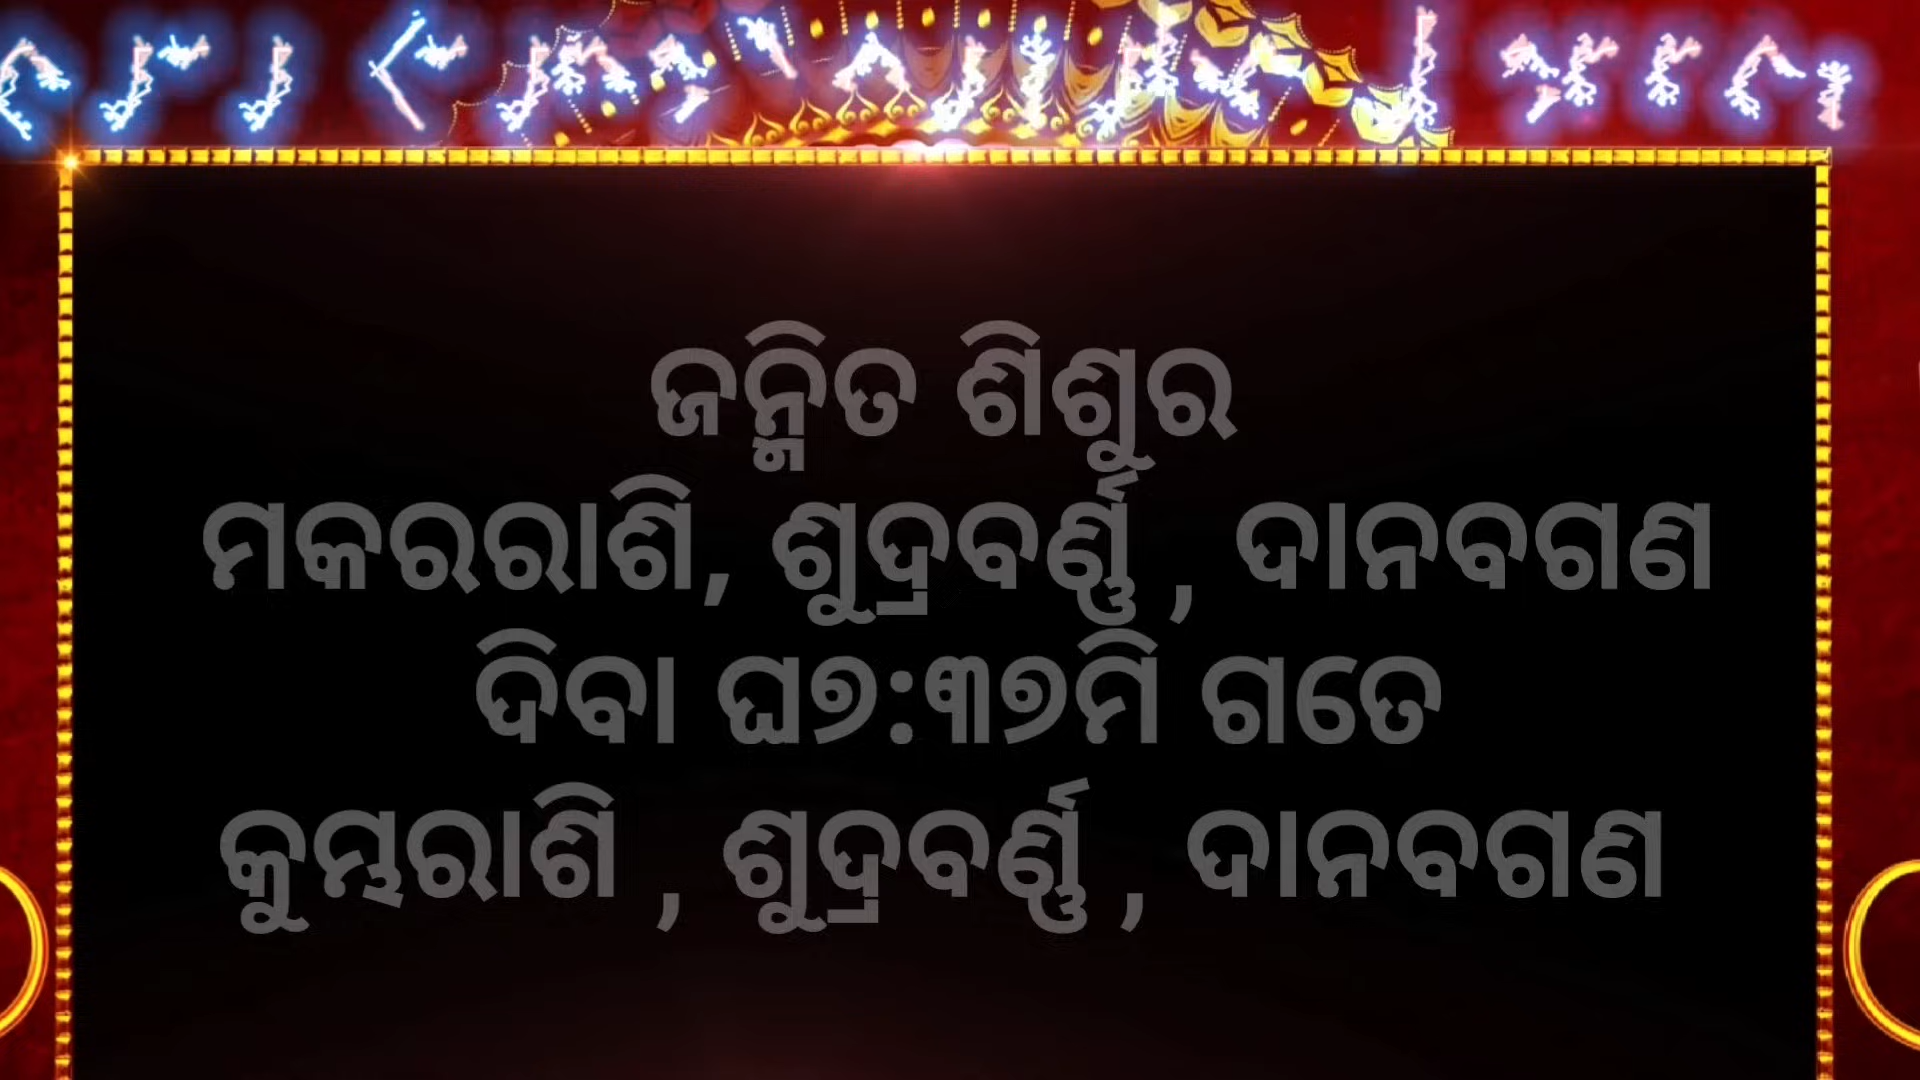 ଜନ୍ମିତ ଶିଶୁର
ମକରରାଶି, ଶୁଦ୍ରବର୍ଣ୍ଣ , ଦାନବଗଣ
ଦିବା ଘ୭:୩୭ମି ଗତେ
କୁମ୍ଭରାଶି , ଶୁଦ୍ରବର୍ଣ୍ଣ , ଦାନବଗଣ